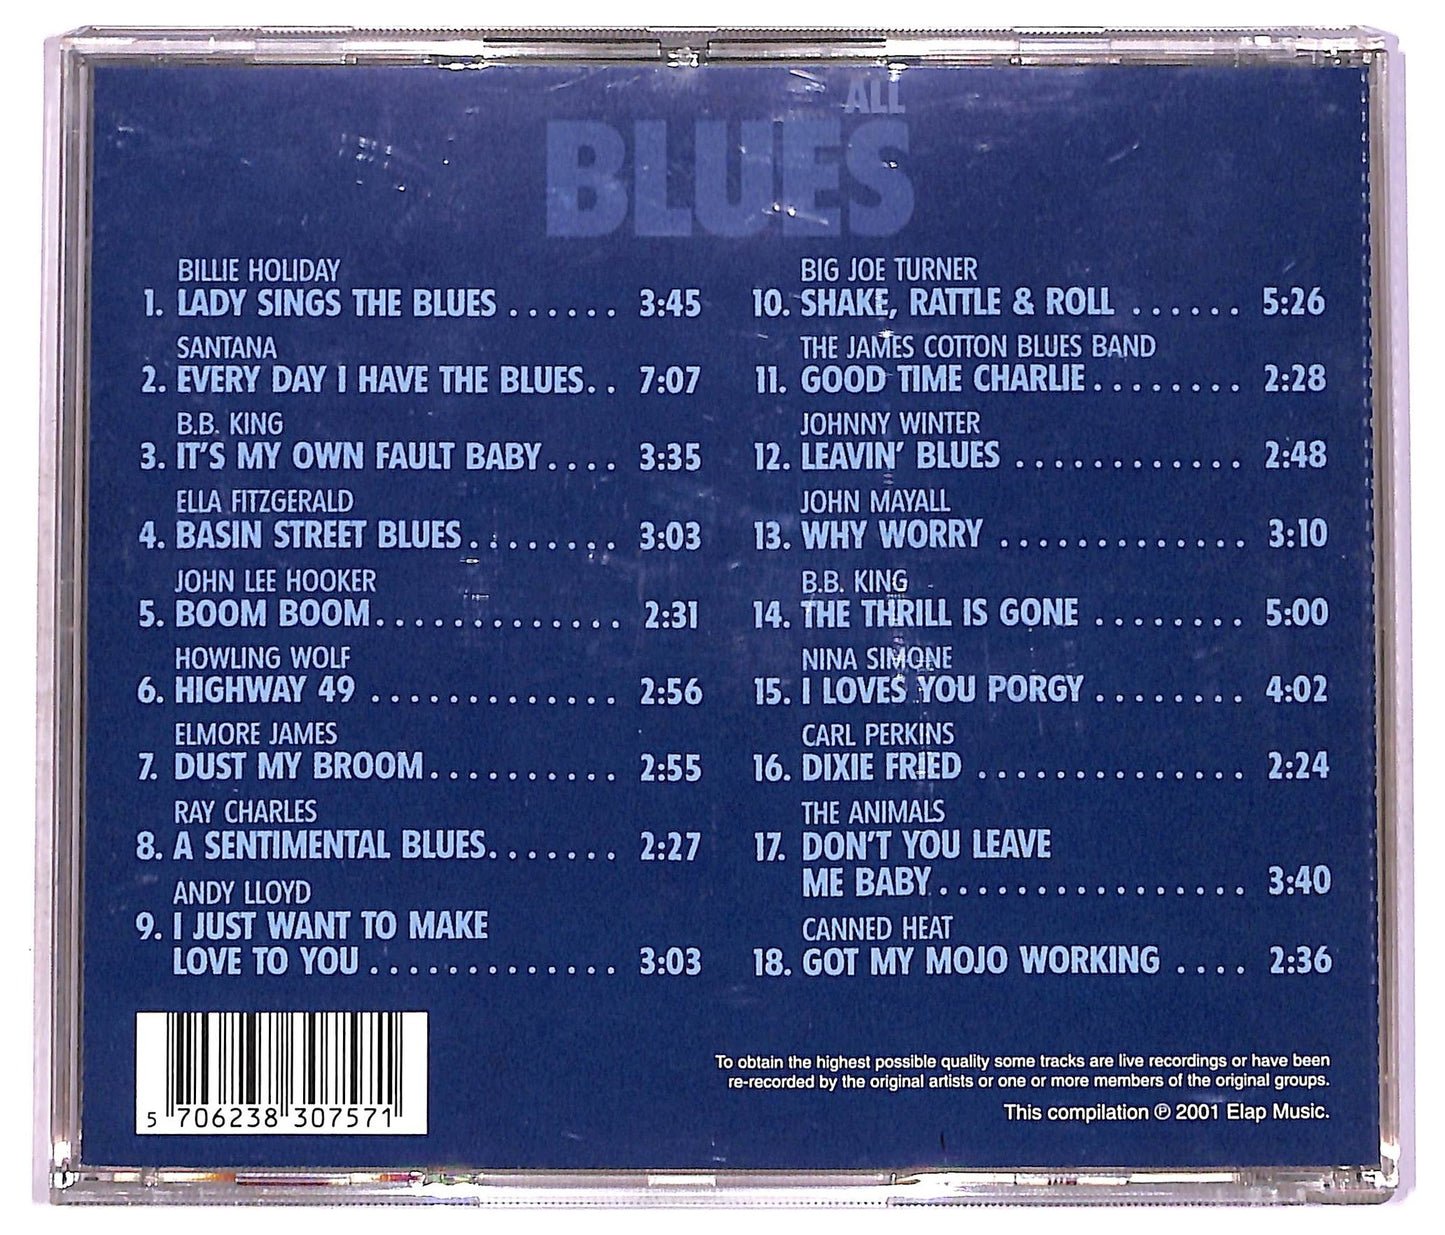 ALL
BLUES
BILLIE HOLIDAY
1. LADY SINGS THE BLUES ...... 3:45
SANTANA
2. EVERY DAY I HAVE THE BLUES.. 7:07
B.B. KING
3. IT'S MY OWN FAULT BABY.... 3:35
ELLA FITZGERALD
4. BASIN STREET BLUES........ 3:03
JOHN LEE HOOKER
5. BOOM BOOM............. 2:31
HOWLING WOLF
6. HIGHWAY 49 ............. 2:56
ELMORE JAMES
7. DUST MY BROOM.......... 2:55
RAY CHARLES
8. A SENTIMENTAL BLUES....... 2:27
ANDY LLOYD
9. I JUST WANT TO MAKE
LOVE TO YOU ............. 3:03
BIG JOE TURNER
10. SHAKE, RATTLE & ROLL ...... 5:26
THE JAMES COTTON BLUES BAND
11. GOOD TIME CHARLIE........ 2:28
JOHNNY WINTER
12. LEAVIN' BLUES ............ 2:48
JOHN MAYALL
13. WHY WORRY ............. 3:10
B.B. KING
14. THE THRILL IS GONE ........ 5:00
NINA SIMONE
15. I LOVES YOU PORGY ........ 4:02
CARL PERKINS
16. DIXIE FRIED .............. 2:24
THE ANIMALS
17. DON'T YOU LEAVE
ME BABY................ 3:40
CANNED HEAT
18. GOT MY MOJO WORKING .... 2:36
5 706238 307571
To obtain the highest possible quality some tracks are live recordings or have been
re-recorded by the original artists or one or more members of the original groups.
This compilation ℗ 2001 Elap Music.